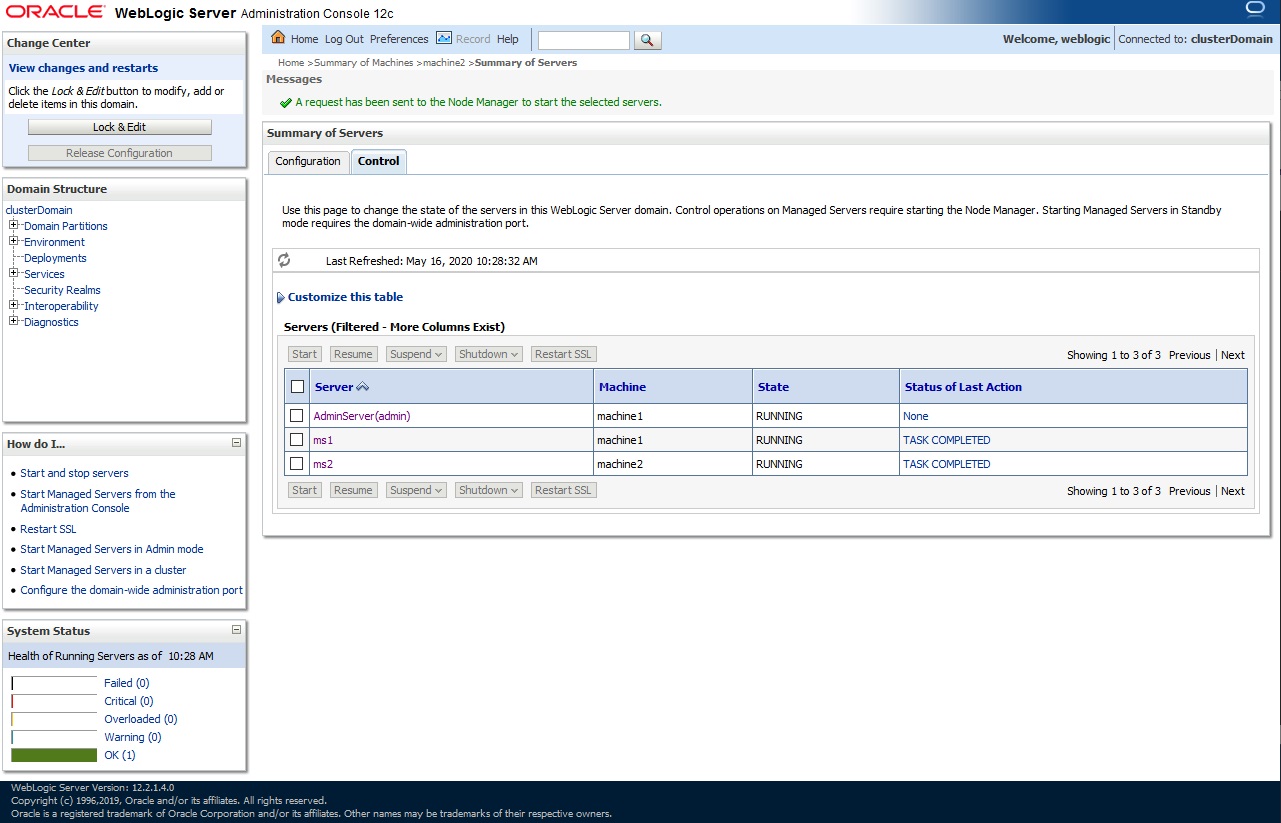 ORACLE WebLogic Server Administration Console 12c
Change Center
View changes and restarts
Click the Lock & Edit button to modify, add or
delete items in this domain.
Lock & Edit
Release Configuration
Domain Structure
clusterDomain
Domain Partitions
Environment
Deployments
Services
Security Realms
Interoperability
Diagnostics
How do I...
Start and stop servers
Start Managed Servers from the
Administration Console
Restart SSL
Start Managed Servers in Admin mode
Start Managed Servers in a cluster
Configure the domain-wide administration port
System Status
Health of Running Servers as of 10:28 AM
Failed (0)
Critical (0)
Overloaded (0)
Warning (0)
OK (1)
Home Log Out Preferences Record Help
Welcome, weblogic Connected to: clusterDomain
Home >Summary of Machines >machine2 >Summary of Servers
Messages
A request has been sent to the Node Manager to start the selected servers.
Summary of Servers
Configuration Control
Use this page to change the state of the servers in this WebLogic Server domain. Control operations on Managed Servers require starting the Node Manager. Starting Managed Servers in Standby
mode requires the domain-wide administration port.
Last Refreshed: May 16, 2020 10:28:32 AM
Customize this table
Servers (Filtered - More Columns Exist)
Start Resume Suspend Shutdown Restart SSL Showing 1 to 3 of 3 Previous | Next
Server Machine State Status of Last Action
AdminServer(admin) machine1 RUNNING None
ms1 machine1 RUNNING TASK COMPLETED
ms2 machine2 RUNNING TASK COMPLETED
Start Resume Suspend Shutdown Restart SSL Showing 1 to 3 of 3 Previous | Next
WebLogic Server Version: 12.2.1.4.0
Copyright (c) 1996,2019, Oracle and/or its affiliates. All rights reserved.
Oracle is a registered trademark of Oracle Corporation and/or its affiliates. Other names may be trademarks of their respective owners.